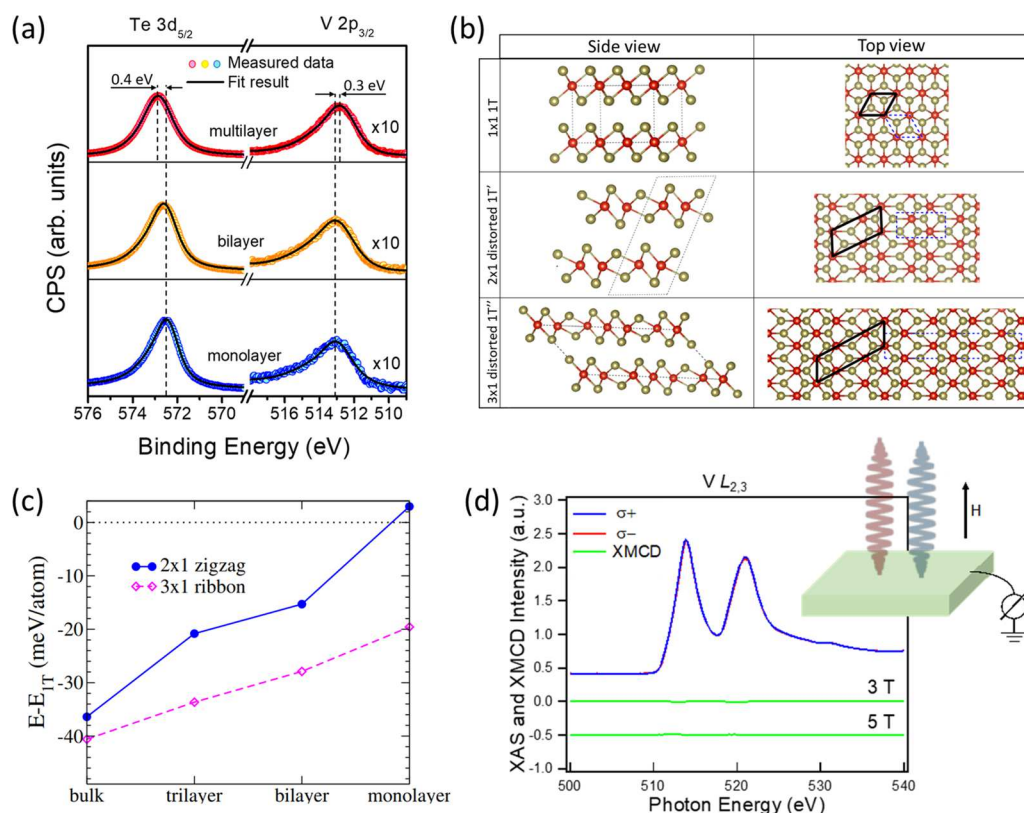 (a)
Te 3d5/2
V 2p3/2
Measured data
Fit result
0.4 eV
0.3 eV
multilayer
x10
bilayer
x10
monolayer
x10
CPS (arb. units)
576 574 572 570 516 513 510 509
Binding Energy (eV)
(b)
Side view
Top view
1x1 1T
2x1 distorted 1T′
3x1 distorted 1T′′
(c)
0
-10
-20
-30
-40
E-E1T (meV/atom)
2x1 zigzag
3x1 ribbon
bulk trilayer bilayer monolayer
(d)
V L2,3
3.0
2.5
2.0
1.5
1.0
0.5
0.0
-0.5
-1.0
XAS and XMCD Intensity (a.u.)
σ+
σ−
XMCD
H
3 T
5 T
500 510 520 530 540
Photon Energy (eV)